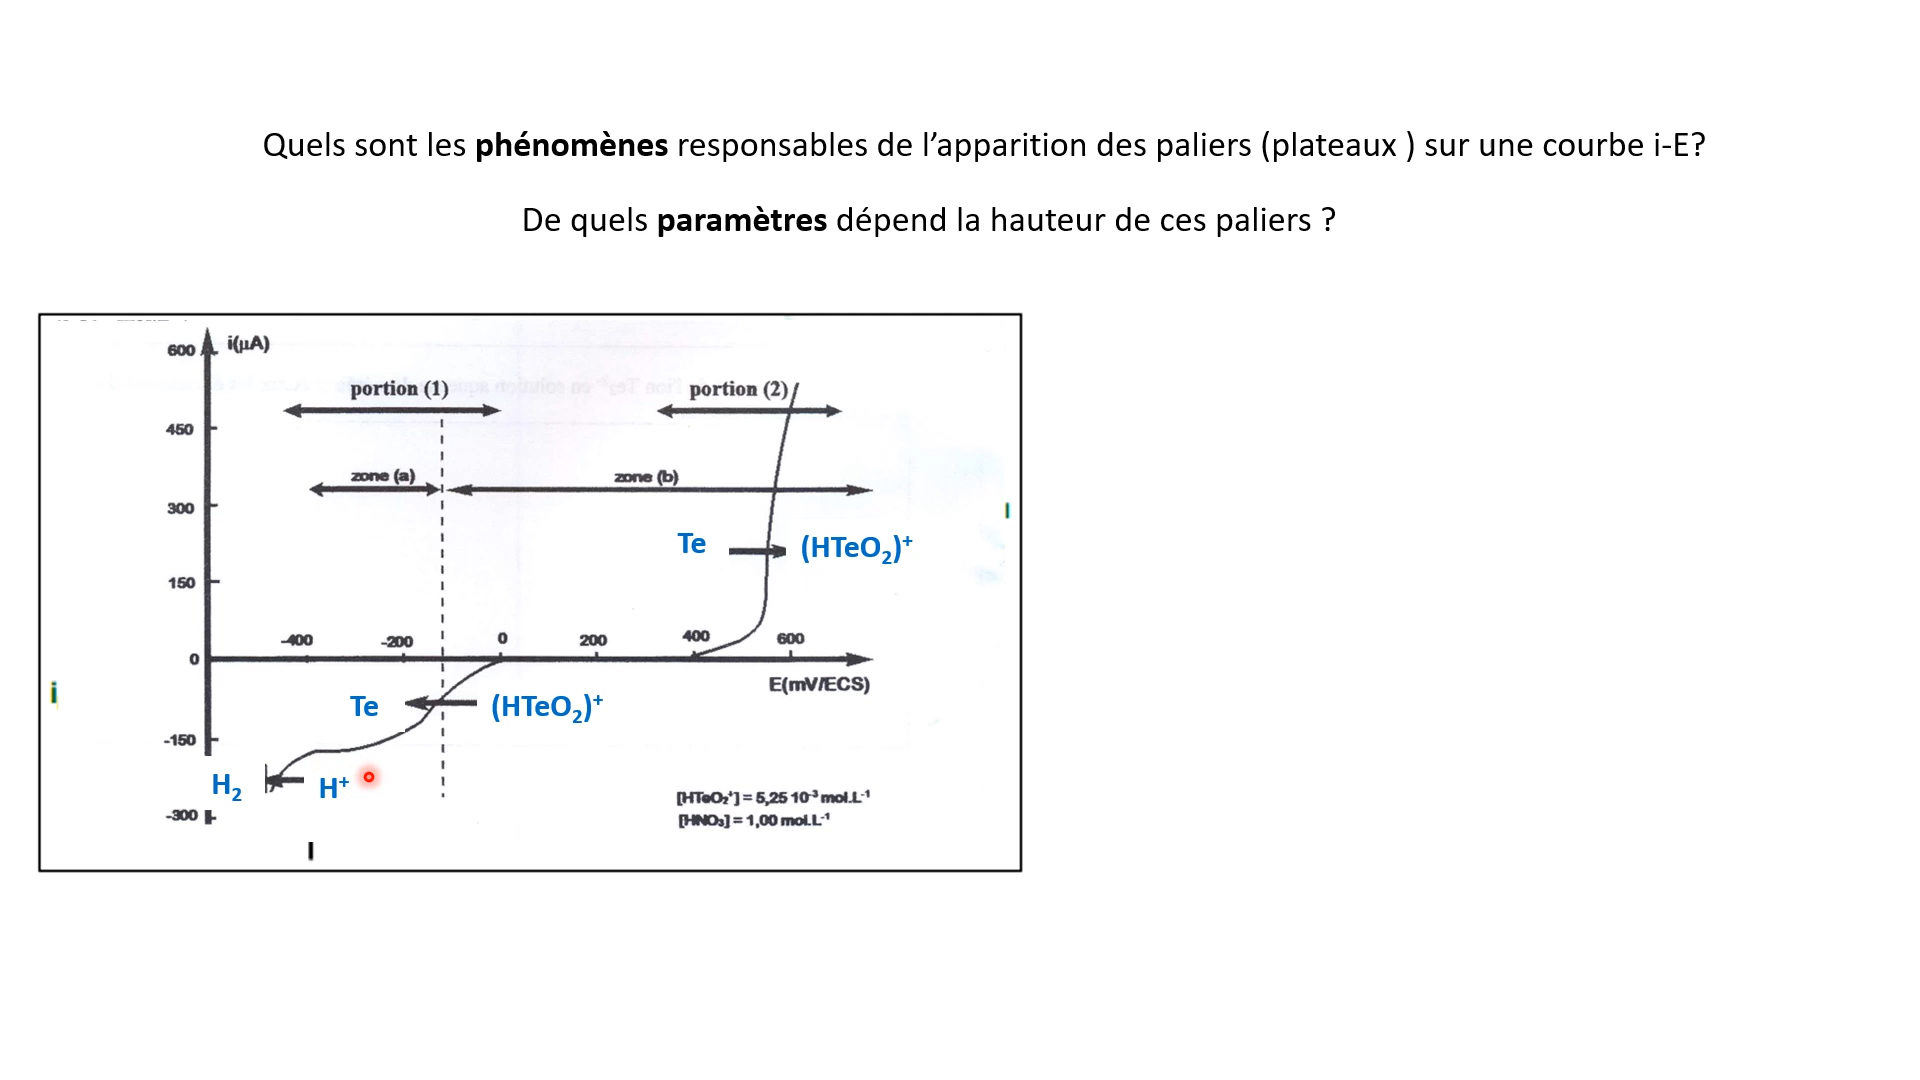 Quels sont les phénomènes responsables de l’apparition des paliers (plateaux ) sur une courbe i-E?
De quels paramètres dépend la hauteur de ces paliers ?
600
i(µA)
portion (1)
portion (2)
450
zone (a)
zone (b)
300
Te
(HTeO₂)⁺
150
-400
-200
0
200
400
600
0
E(mV/ECS)
i
Te
(HTeO₂)⁺
-150
H₂
H⁺
[HTeO₂⁺] = 5,25 10⁻³ mol.L⁻¹
-300
[HNO₃] = 1,00 mol.L⁻¹